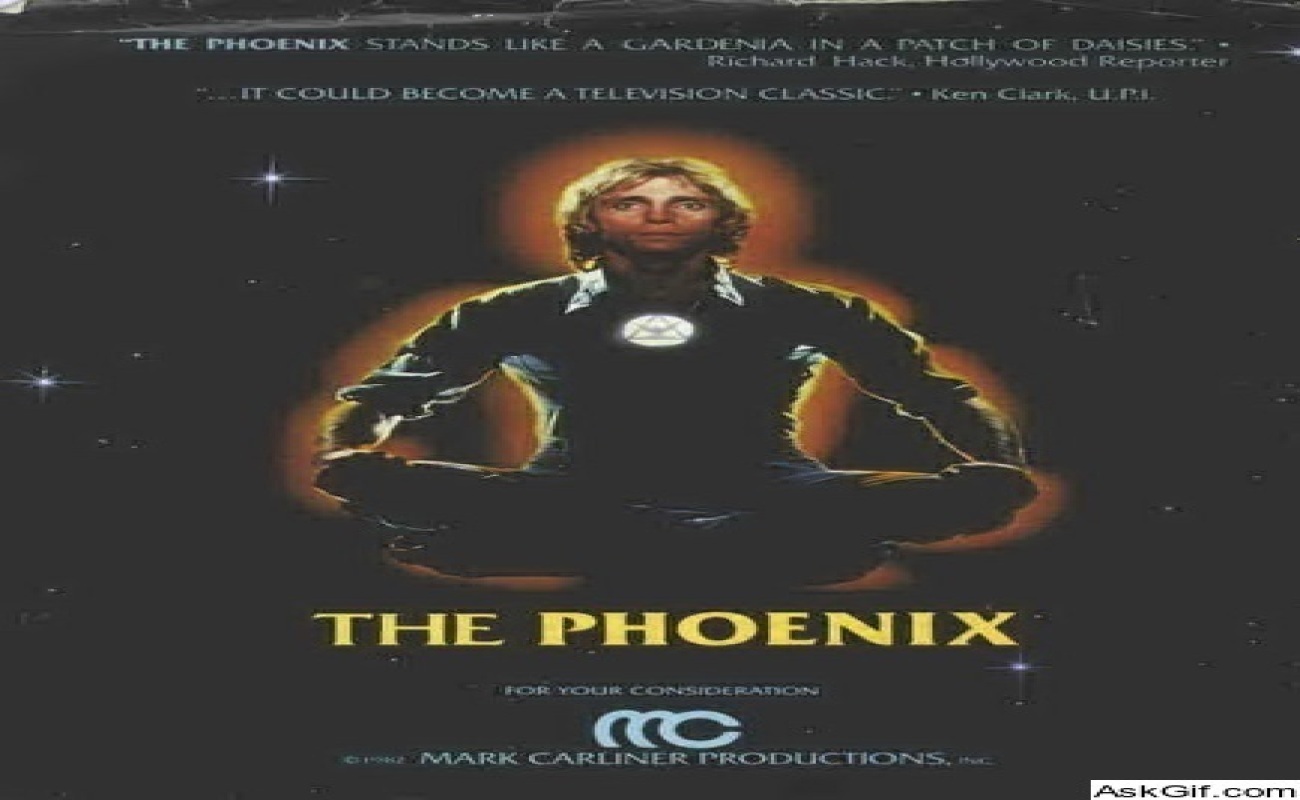 "THE PHOENIX STANDS LIKE A GARDENIA IN A PATCH OF DAISIES." •
Richard Hack, Hollywood Reporter
"...IT COULD BECOME A TELEVISION CLASSIC." • Ken Clark, U.P.I.
THE PHOENIX
FOR YOUR CONSIDERATION
MCC
©1982 MARK CARLINER PRODUCTIONS, INC.
AskGif.com